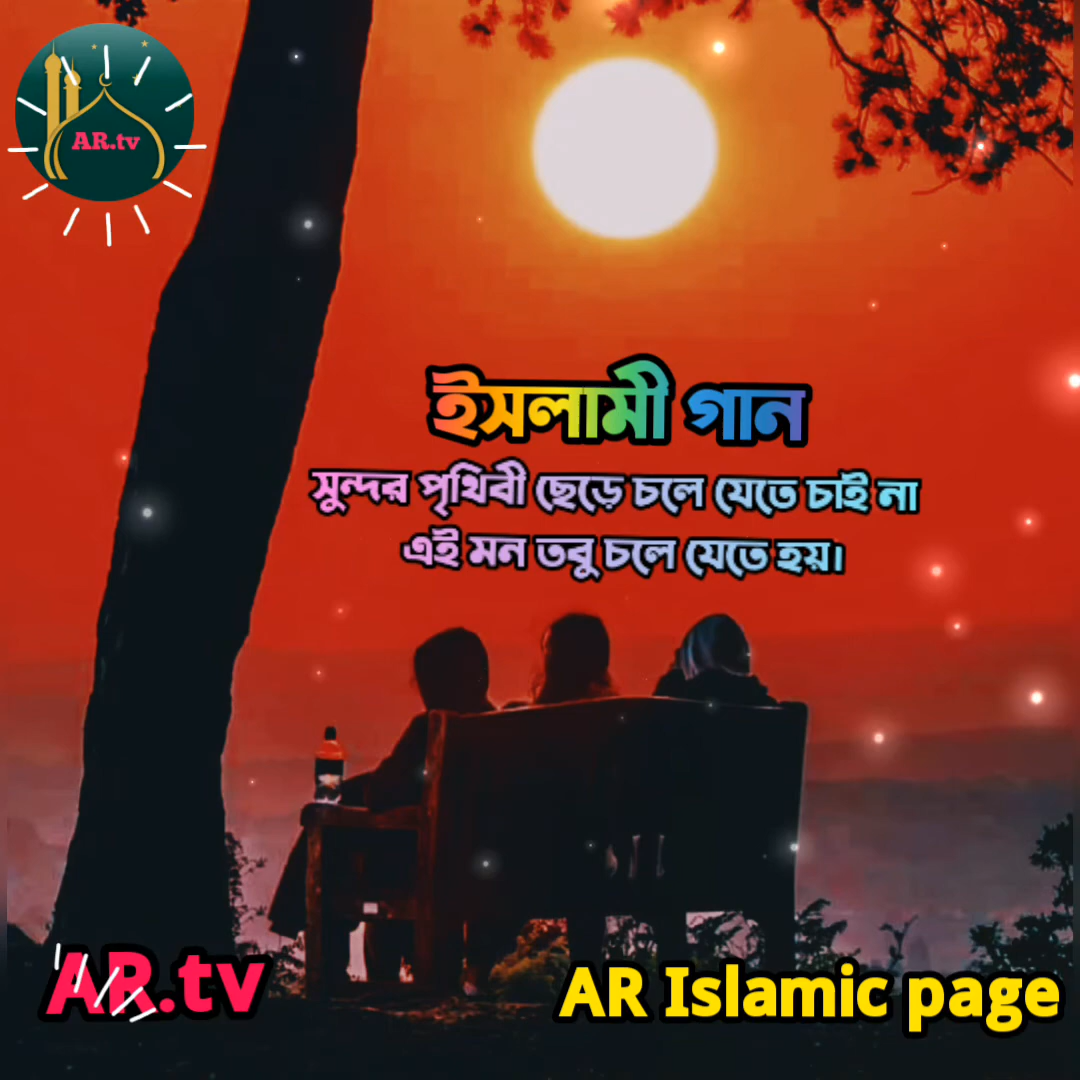 AR.tv
ইসলামী গান
সুন্দর পৃথিবী ছেড়ে চলে যেতে চাই না
এই মন তবু চলে যেতে হয়।
AR.tv
AR Islamic page